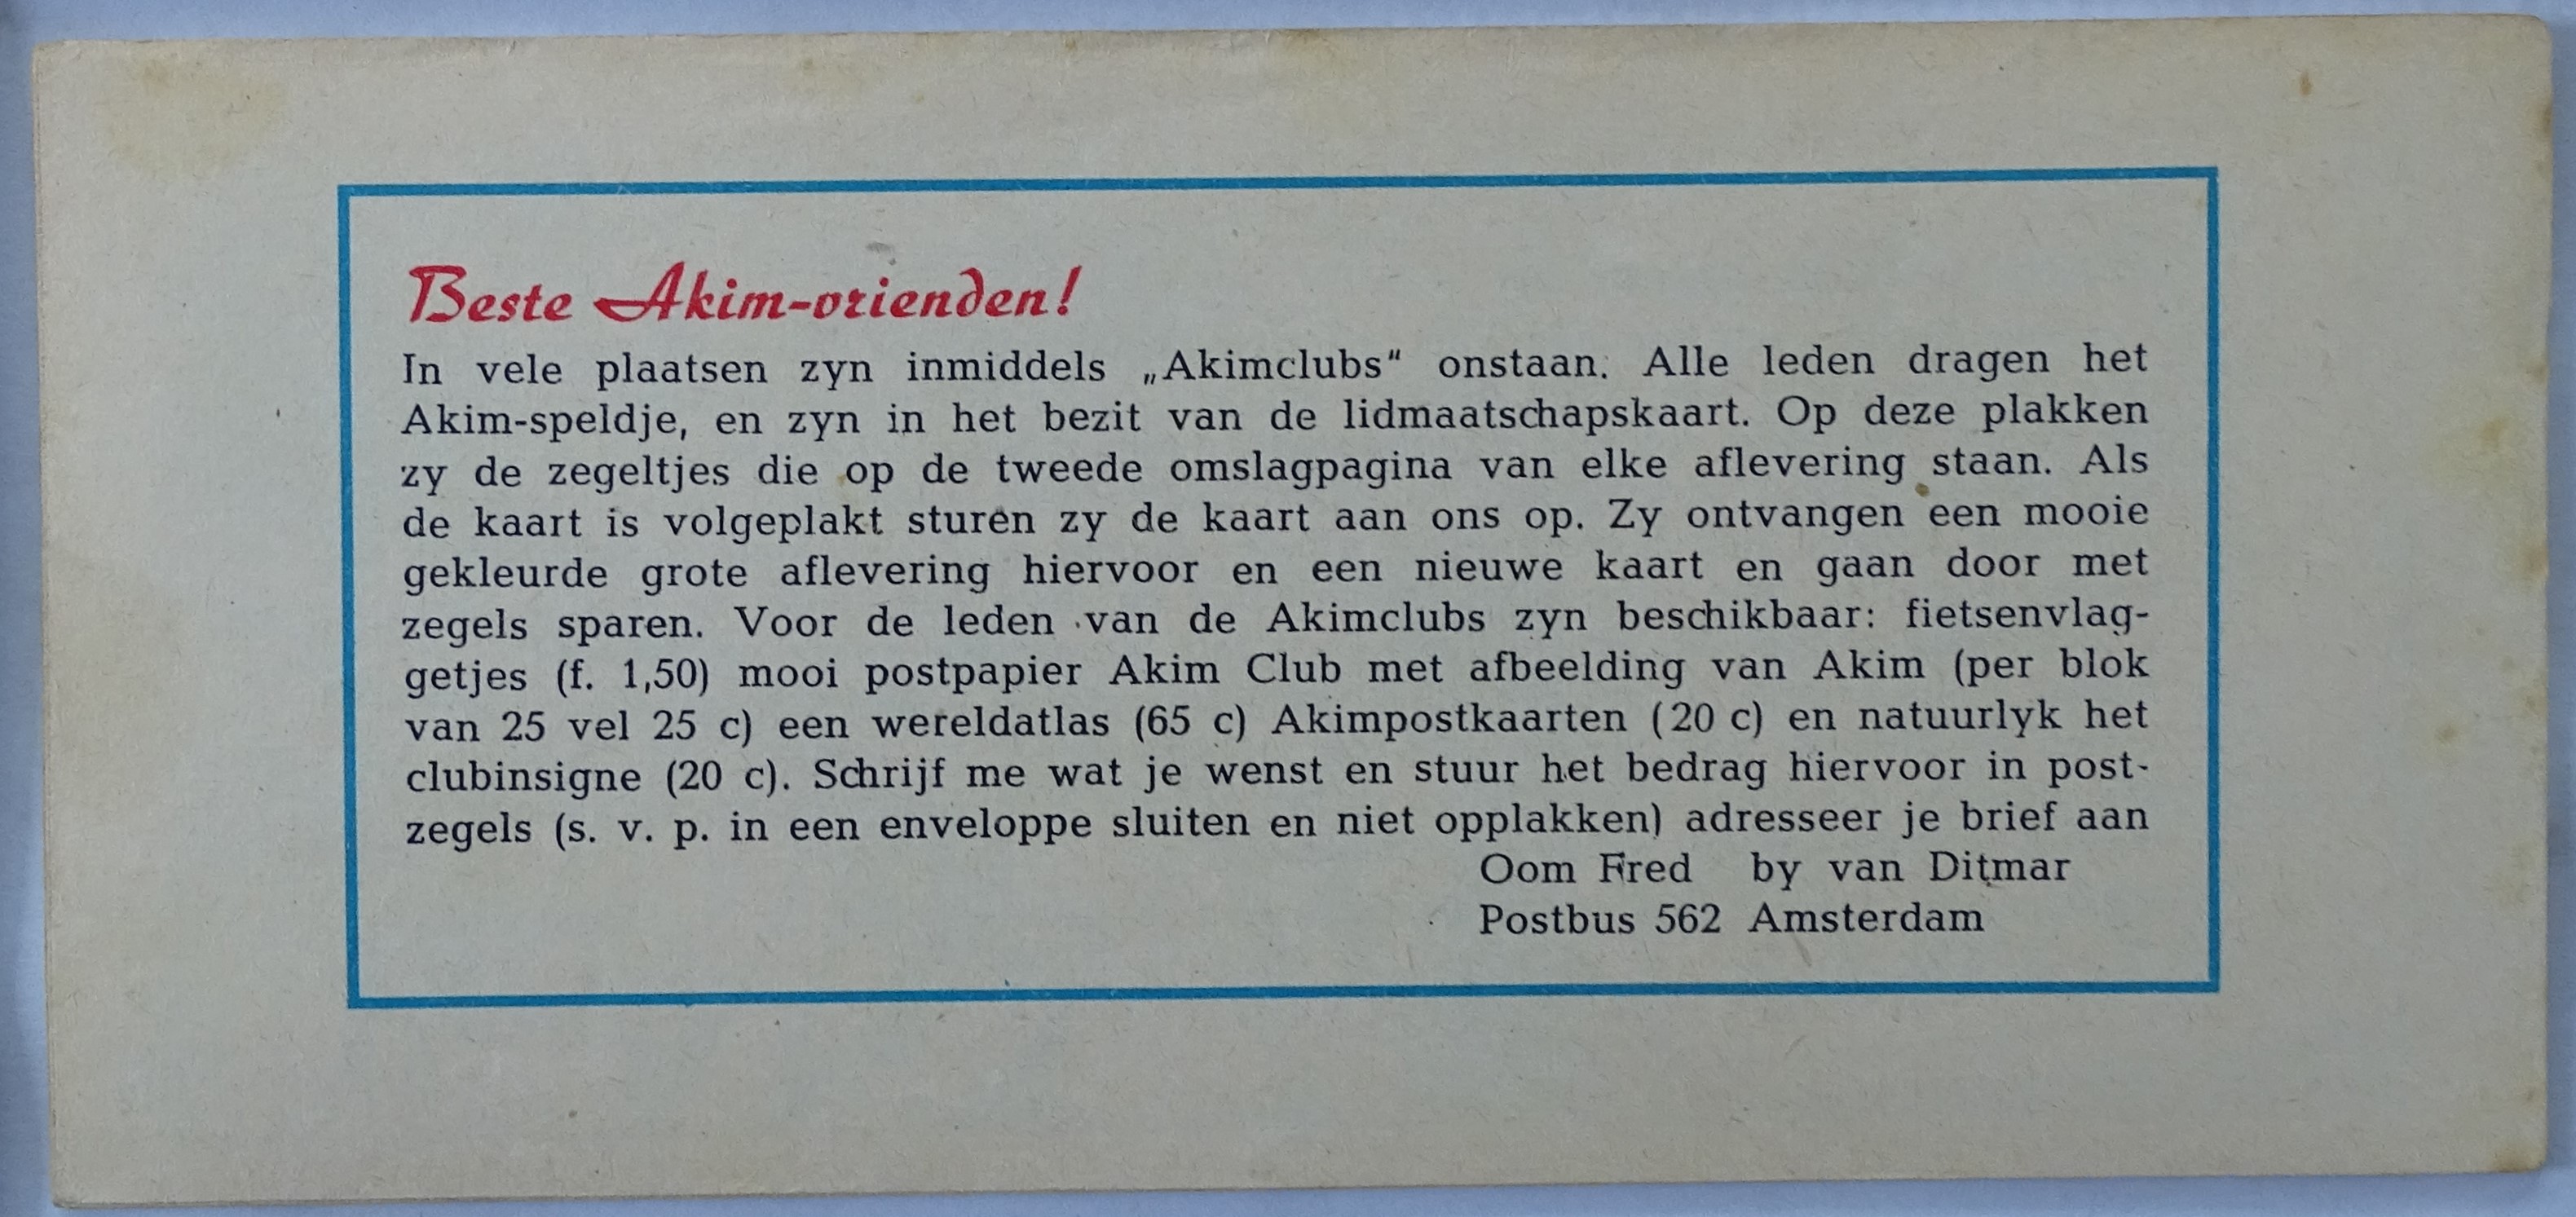 Beste Akim-vrienden!
In vele plaatsen zyn inmiddels „Akimclubs“ onstaan. Alle leden dragen het
Akim-speldje, en zyn in het bezit van de lidmaatschapskaart. Op deze plakken
zy de zegeltjes die op de tweede omslagpagina van elke aflevering staan. Als
de kaart is volgeplakt sturen zy de kaart aan ons op. Zy ontvangen een mooie
gekleurde grote aflevering hiervoor en een nieuwe kaart en gaan door met
zegels sparen. Voor de leden van de Akimclubs zyn beschikbaar: fietsenvlag-
getjes (f. 1,50) mooi postpapier Akim Club met afbeelding van Akim (per blok
van 25 vel 25 c) een wereldatlas (65 c) Akimpostkaarten (20 c) en natuurlyk het
clubinsigne (20 c). Schrijf me wat je wenst en stuur het bedrag hiervoor in post-
zegels (s. v. p. in een enveloppe sluiten en niet opplakken) adresseer je brief aan
Oom Fred by van Ditmar
Postbus 562 Amsterdam